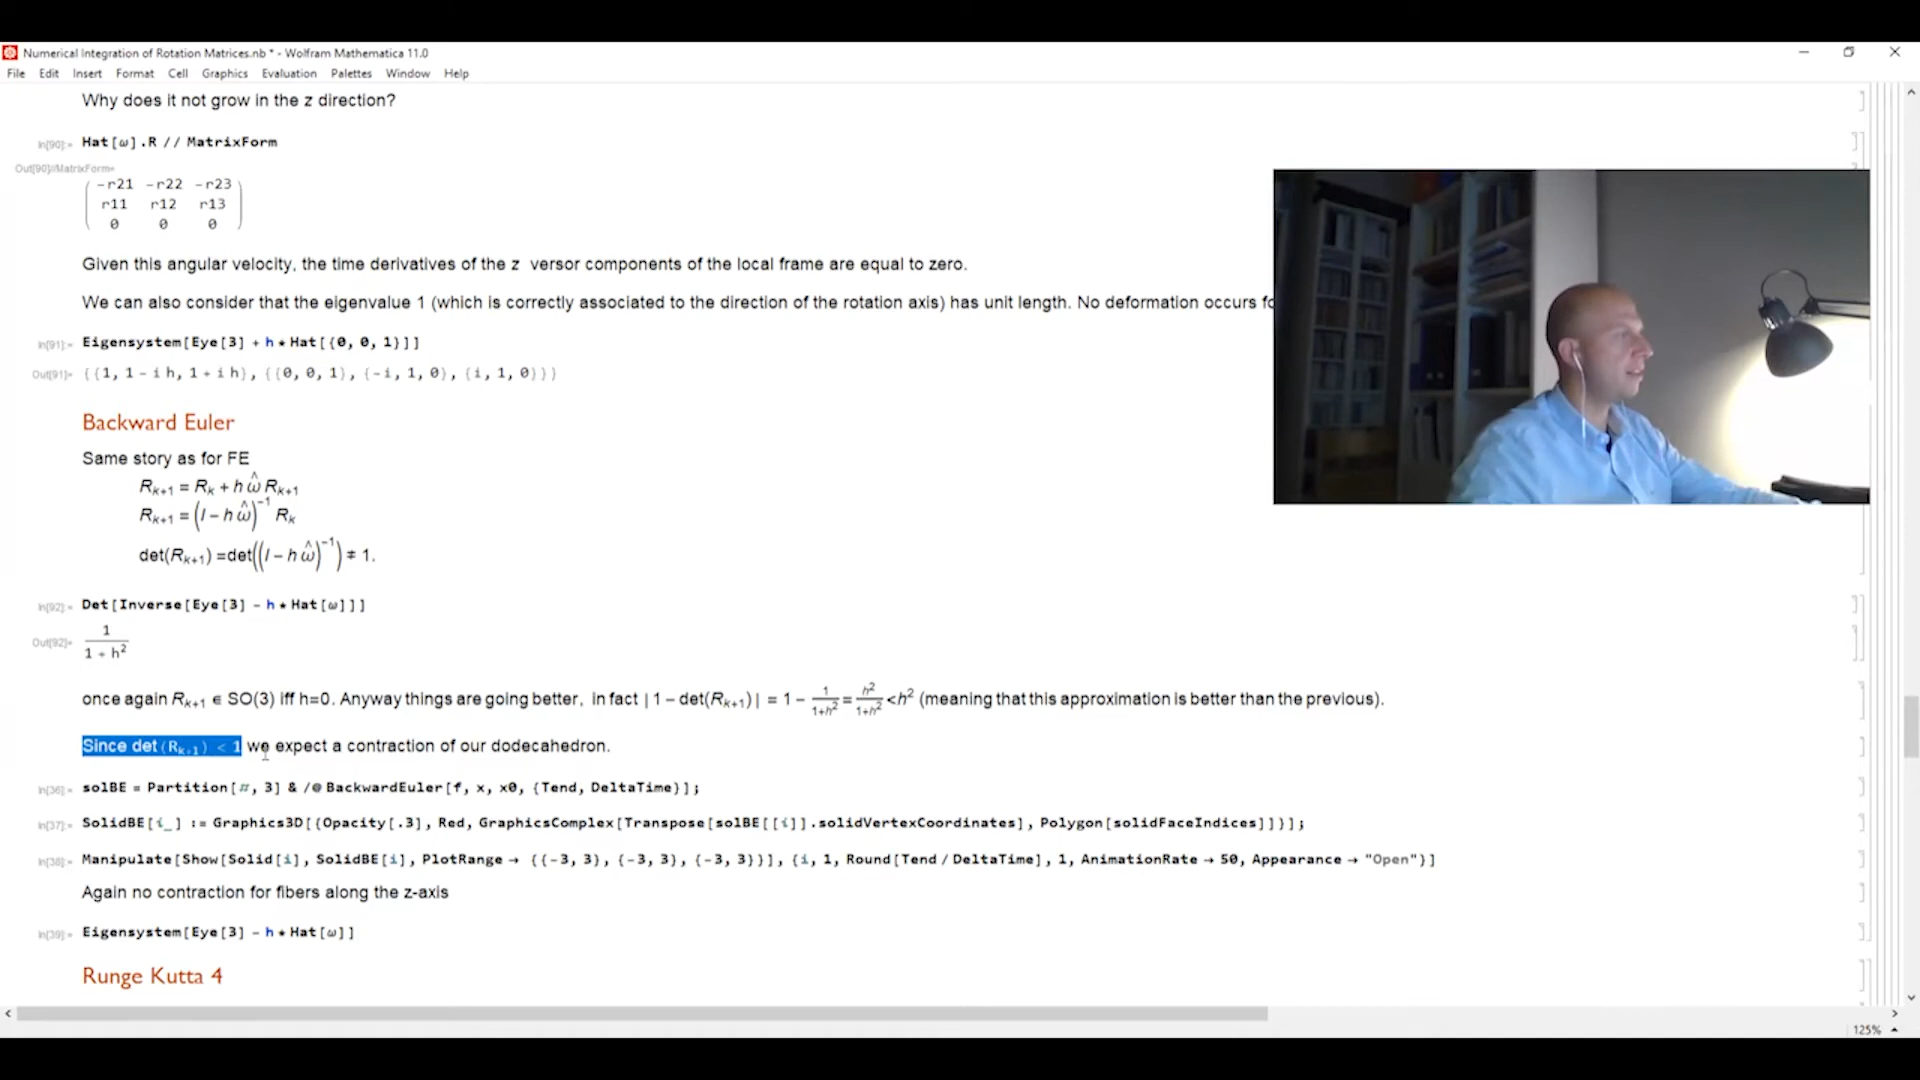 Numerical Integration of Rotation Matrices.nb * - Wolfram Mathematica 11.0
File Edit Insert Format Cell Graphics Evaluation Palettes Window Help
Why does it not grow in the z direction?
In[90]:= Hat[ω].R // MatrixForm
Out[90]//MatrixForm=
-r21 -r22 -r23
r11 r12 r13
0 0 0
Given this angular velocity, the time derivatives of the z versor components of the local frame are equal to zero.
We can also consider that the eigenvalue 1 (which is correctly associated to the direction of the rotation axis) has unit length. No deformation occurs fo
In[91]:= Eigensystem[Eye[3] + h * Hat[{0, 0, 1}]]
Out[91]= {{1, 1 - i h, 1 + i h}, {{0, 0, 1}, {-i, 1, 0}, {i, 1, 0}}}
Backward Euler
Same story as for FE
R_{k+1} = R_k + h ω̂ R_{k+1}
R_{k+1} = (I - h ω̂)^{-1} R_k
det(R_{k+1}) =det((I - h ω̂)^{-1}) ≠ 1.
In[92]:= Det[Inverse[Eye[3] - h * Hat[ω]]]
Out[92]= 1/(1 + h²)
once again R_{k+1} ∈ SO(3) iff h=0. Anyway things are going better, in fact | 1 - det(R_{k+1}) | = 1 - 1/(1+h²) = h²/(1+h²) <h² (meaning that this approximation is better than the previous).
Since det (R_{k+1}) < 1 we expect a contraction of our dodecahedron.
In[36]:= solBE = Partition[#, 3] & /@ BackwardEuler[f, x, x0, {Tend, DeltaTime}];
In[37]:= SolidBE[i_] := Graphics3D[{Opacity[.3], Red, GraphicsComplex[Transpose[solBE[[i]].solidVertexCoordinates], Polygon[solidFaceIndices]]}];
In[38]:= Manipulate[Show[Solid[i], SolidBE[i], PlotRange → {{-3, 3}, {-3, 3}, {-3, 3}}], {i, 1, Round[Tend / DeltaTime], 1, AnimationRate → 50, Appearance → "Open"}]
Again no contraction for fibers along the z-axis
In[39]:= Eigensystem[Eye[3] - h * Hat[ω]]
Runge Kutta 4
125%